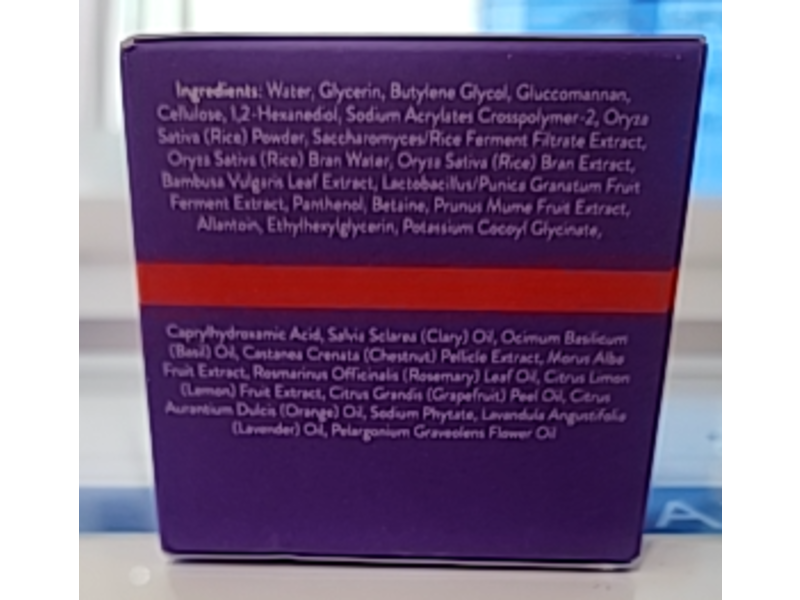 Ingredients: Water, Glycerin, Butylene Glycol, Gluccomannan,
Cellulose, 1,2-Hexanediol, Sodium Acrylates Crosspolymer-2, Oryza
Sativa (Rice) Powder, Saccharomyces/Rice Ferment Filtrate Extract,
Oryza Sativa (Rice) Bran Water, Oryza Sativa (Rice) Bran Extract,
Bambusa Vulgaris Leaf Extract, Lactobacillus/Punica Granatum Fruit
Ferment Extract, Panthenol, Betaine, Prunus Mume Fruit Extract,
Allantoin, Ethylhexylglycerin, Potassium Cocoyl Glycinate,
Caprylhydroxamic Acid, Salvia Sclarea (Clary) Oil, Ocimum Basilicum
(Basil) Oil, Castanea Crenata (Chestnut) Pellicle Extract, Morus Alba
Fruit Extract, Rosmarinus Officinalis (Rosemary) Leaf Oil, Citrus Limon
(Lemon) Fruit Extract, Citrus Grandis (Grapefruit) Peel Oil, Citrus
Aurantium Dulcis (Orange) Oil, Sodium Phytate, Lavandula Angustifolia
(Lavender) Oil, Pelargonium Graveolens Flower Oil
A